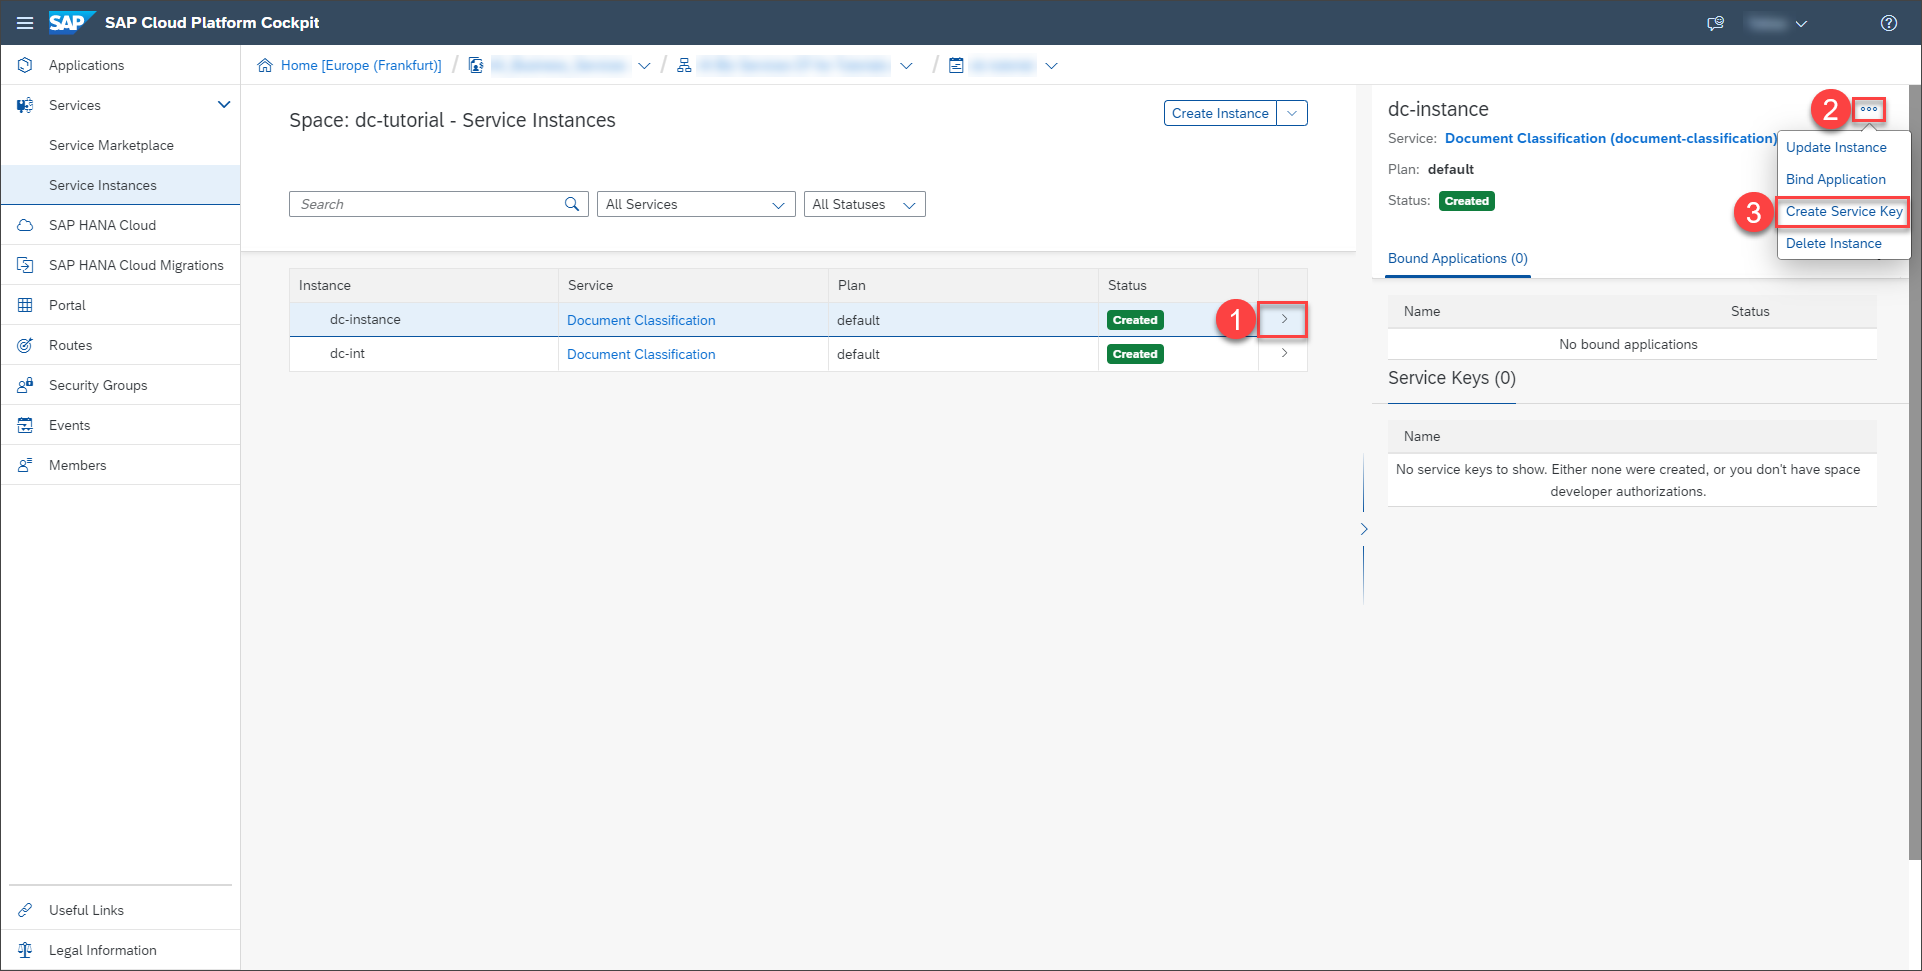 SAP SAP Cloud Platform Cockpit
Applications
Services
Service Marketplace
Service Instances
SAP HANA Cloud
SAP HANA Cloud Migrations
Portal
Routes
Security Groups
Events
Members
Useful Links
Legal Information
Home [Europe (Frankfurt)] / / /
Space: dc-tutorial - Service Instances
Create Instance
Search
All Services
All Statuses
Instance Service Plan Status
dc-instance Document Classification default Created 1
dc-int Document Classification default Created
dc-instance
2
Service: Document Classification (document-classification)
Plan: default
Status: Created
Update Instance
Bind Application
3 Create Service Key
Delete Instance
Bound Applications (0)
Name Status
No bound applications
Service Keys (0)
Name
No service keys to show. Either none were created, or you don't have space
developer authorizations.